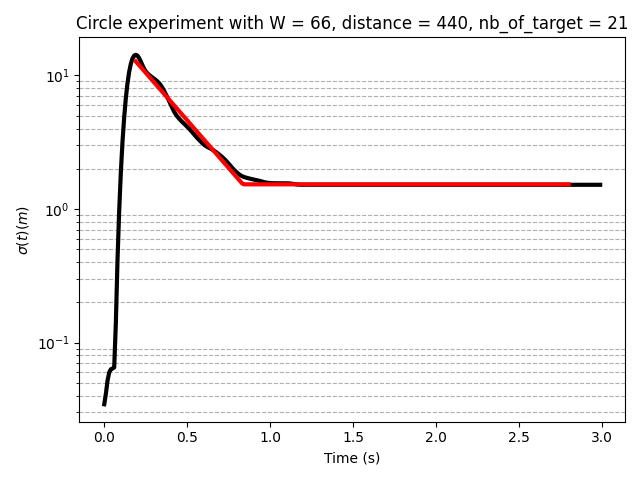 Circle experiment with W = 66, distance = 440, nb_of_target = 21
10¹
10⁰
10⁻¹
σ(t)(m)
0.0 0.5 1.0 1.5 2.0 2.5 3.0
Time (s)